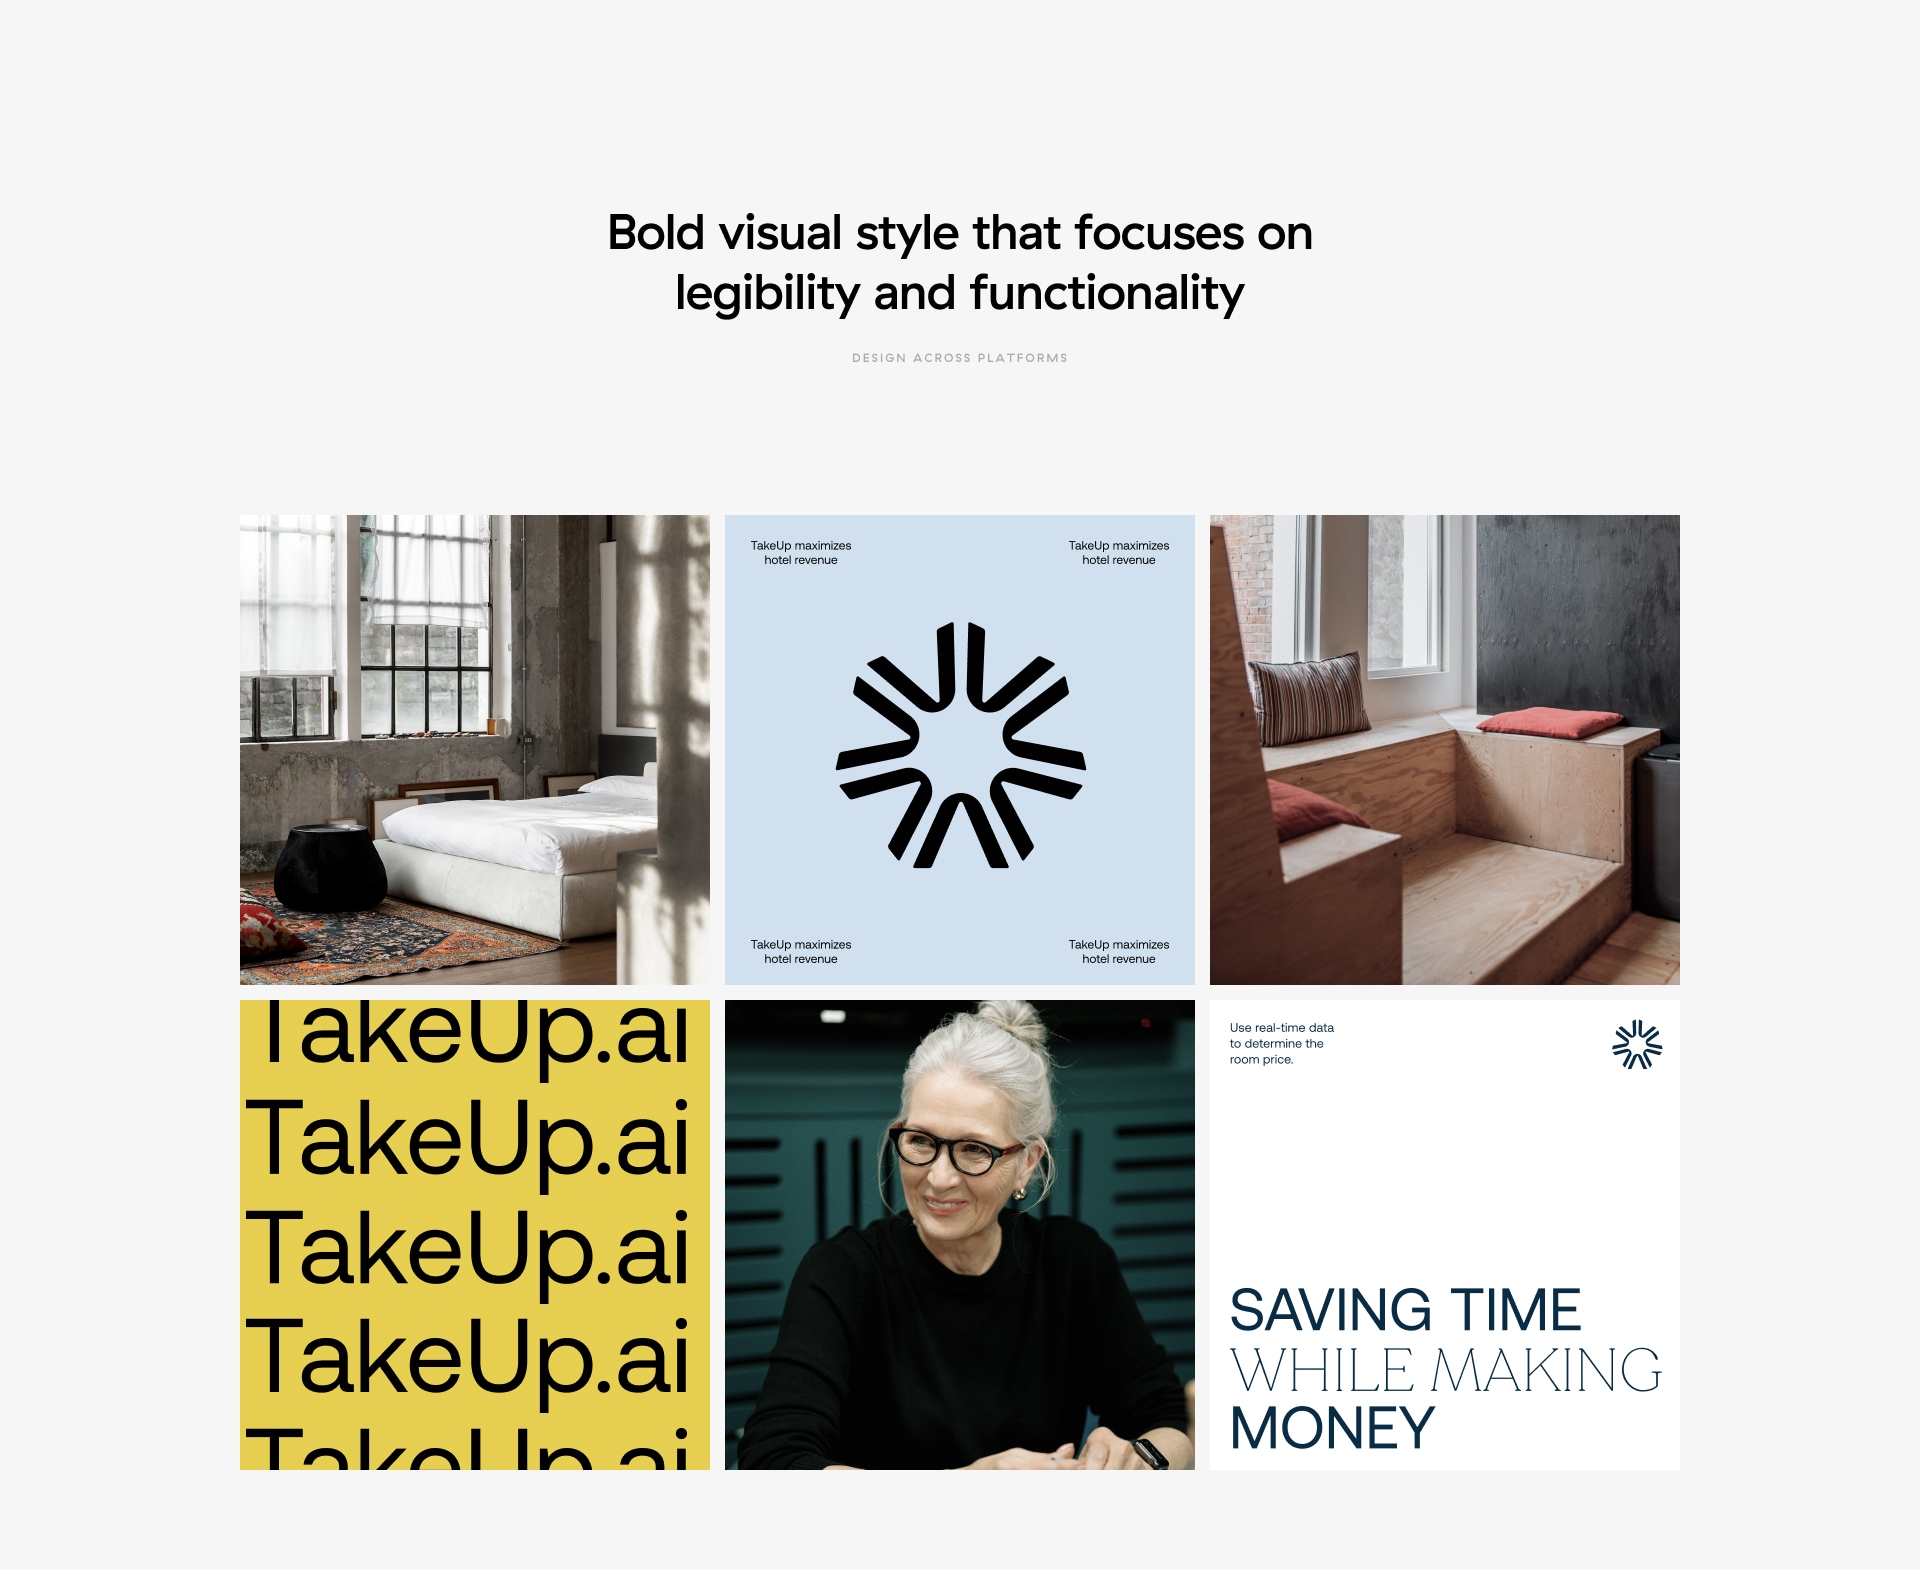 Bold visual style that focuses on
legibility and functionality
DESIGN ACROSS PLATFORMS
TakeUp maximizes
hotel revenue
TakeUp maximizes
hotel revenue
TakeUp maximizes
hotel revenue
TakeUp maximizes
hotel revenue
TakeUp.ai
TakeUp.ai
TakeUp.ai
TakeUp.ai
TakeUp.ai
Use real-time data
to determine the
room price.
SAVING TIME
WHILE MAKING
MONEY